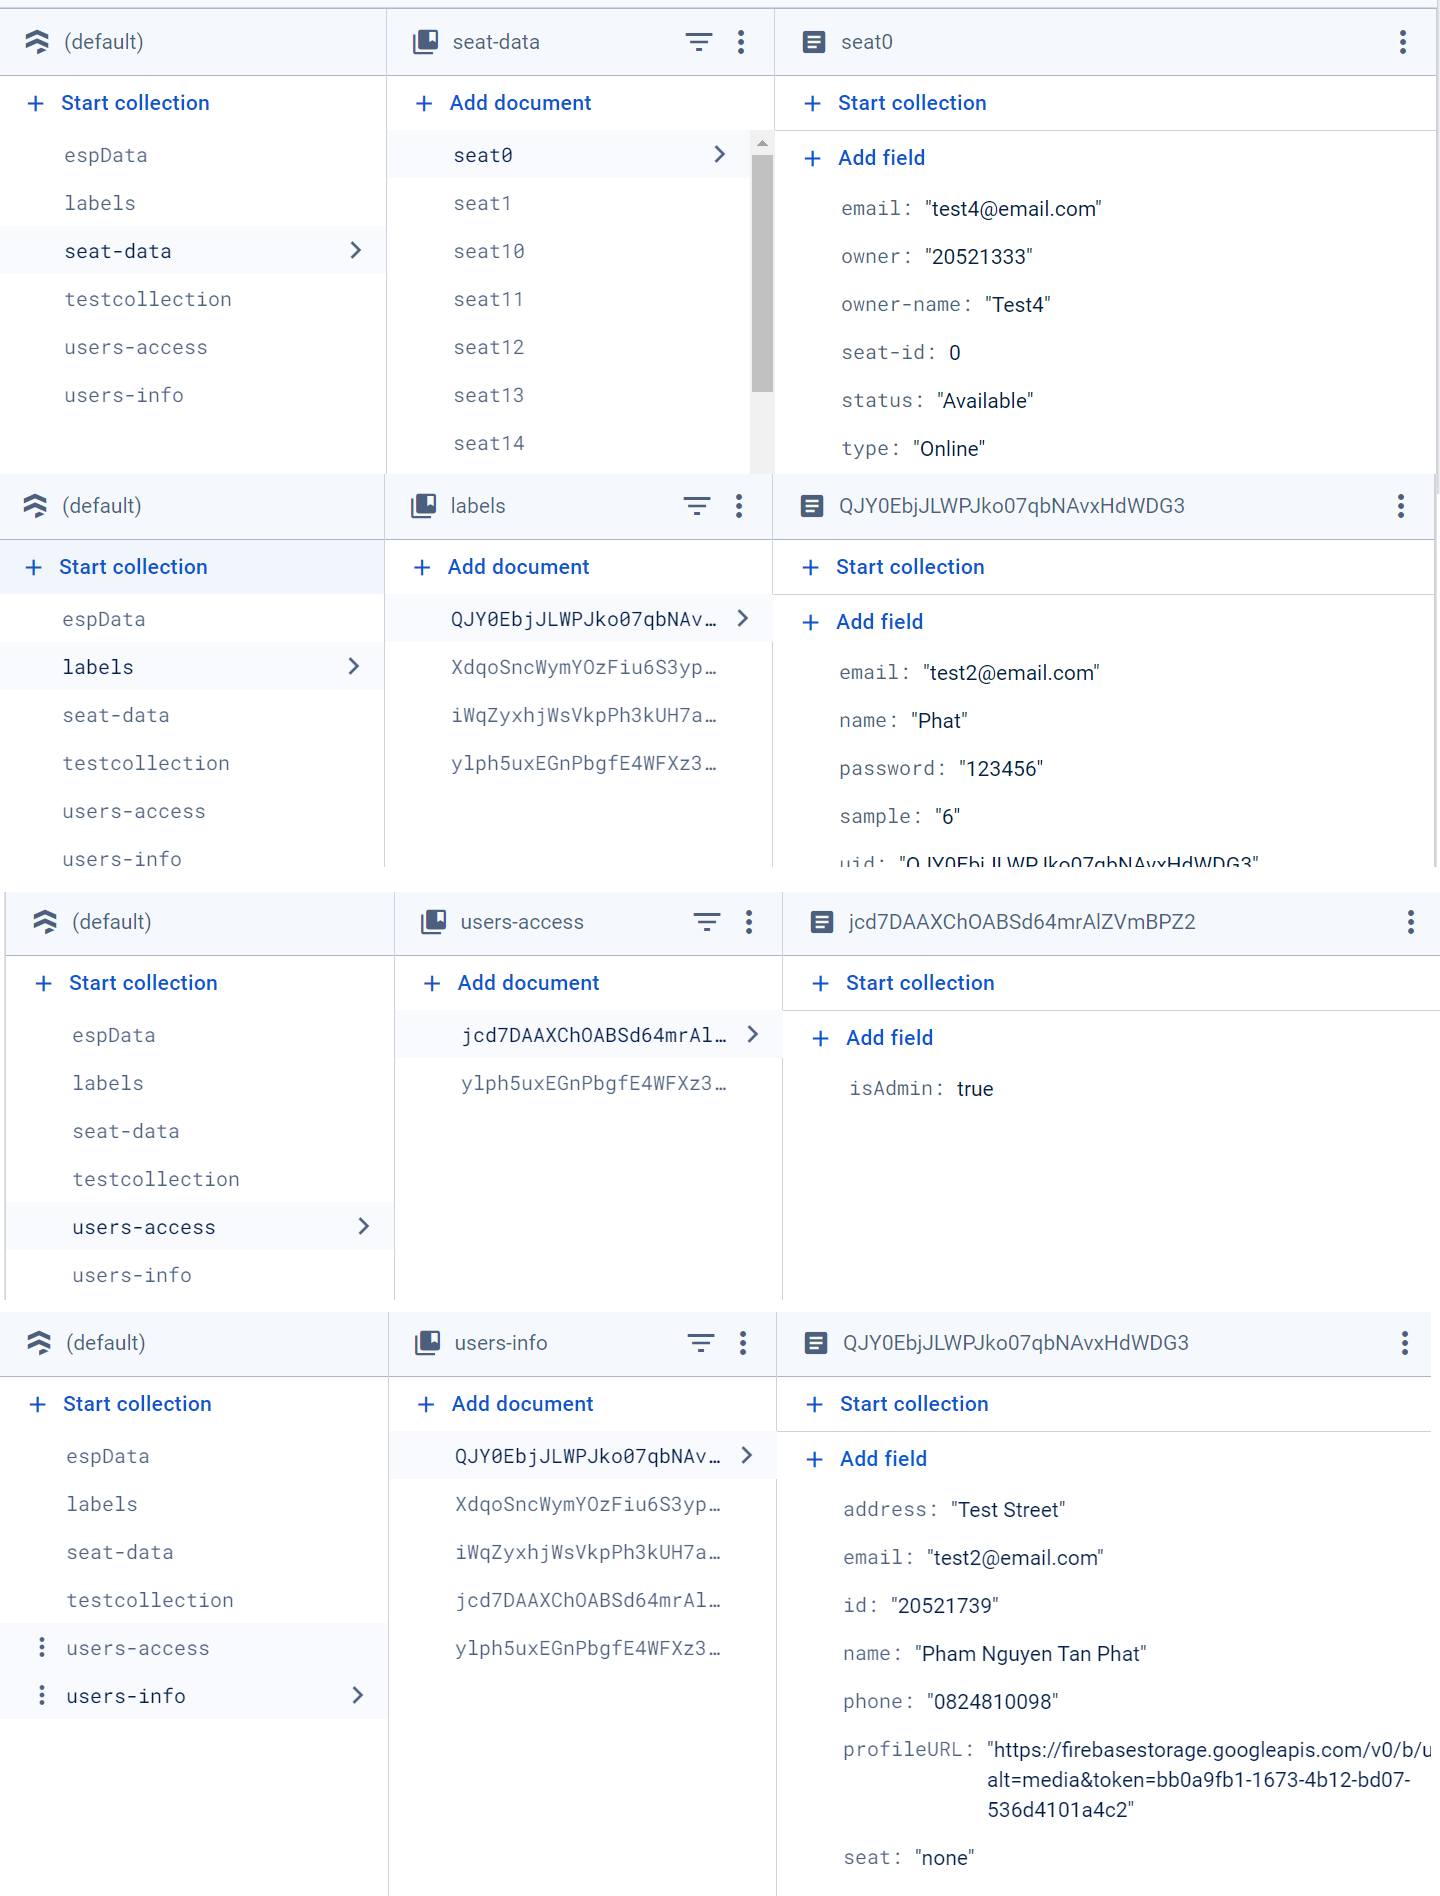 (default)
Start collection
espData
labels
seat-data
testcollection
users-access
users-info
seat-data
Add document
seat0
seat1
seat10
seat11
seat12
seat13
seat14
seat0
Start collection
Add field
email: "test4@email.com"
owner: "20521333"
owner-name: "Test4"
seat-id: 0
status: "Available"
type: "Online"
(default)
Start collection
espData
labels
seat-data
testcollection
users-access
users-info
labels
Add document
QJY0EbjJLWPJko07qbNAv…
XdqoSncWymYOzFiu6S3yp…
iWqZyxhjWsVkpPh3kUH7a…
ylph5uxEGnPbgfE4WFXz3…
QJY0EbjJLWPJko07qbNAvxHdWDG3
Start collection
Add field
email: "test2@email.com"
name: "Phat"
password: "123456"
sample: "6"
uid: "QJY0EbjJLWPJko07qbNAvxHdWDG3"
(default)
Start collection
espData
labels
seat-data
testcollection
users-access
users-info
users-access
Add document
jcd7DAAXChOABSd64mrAl…
ylph5uxEGnPbgfE4WFXz3…
jcd7DAAXChOABSd64mrAlZVmBPZ2
Start collection
Add field
isAdmin: true
(default)
Start collection
espData
labels
seat-data
testcollection
users-access
users-info
users-info
Add document
QJY0EbjJLWPJko07qbNAv…
XdqoSncWymYOzFiu6S3yp…
iWqZyxhjWsVkpPh3kUH7a…
jcd7DAAXChOABSd64mrAl…
ylph5uxEGnPbgfE4WFXz3…
QJY0EbjJLWPJko07qbNAvxHdWDG3
Start collection
Add field
address: "Test Street"
email: "test2@email.com"
id: "20521739"
name: "Pham Nguyen Tan Phat"
phone: "0824810098"
profileURL: "https://firebasestorage.googleapis.com/v0/b/u
alt=media&token=bb0a9fb1-1673-4b12-bd07-
536d4101a4c2"
seat: "none"